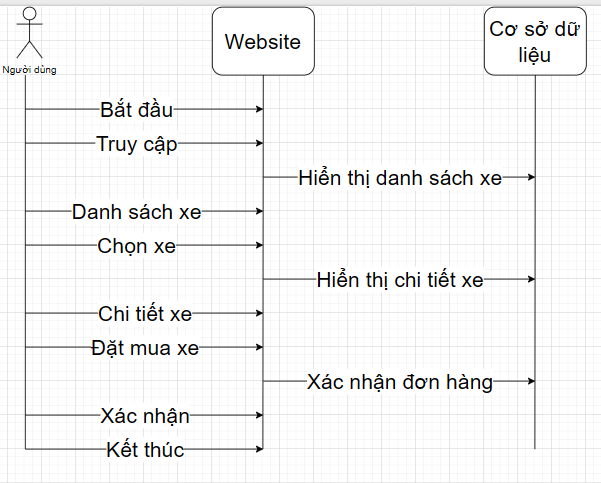 Người dùng
Website
Cơ sở dữ
liệu
Bắt đầu
Truy cập
Hiển thị danh sách xe
Danh sách xe
Chọn xe
Hiển thị chi tiết xe
Chi tiết xe
Đặt mua xe
Xác nhận đơn hàng
Xác nhận
Kết thúc